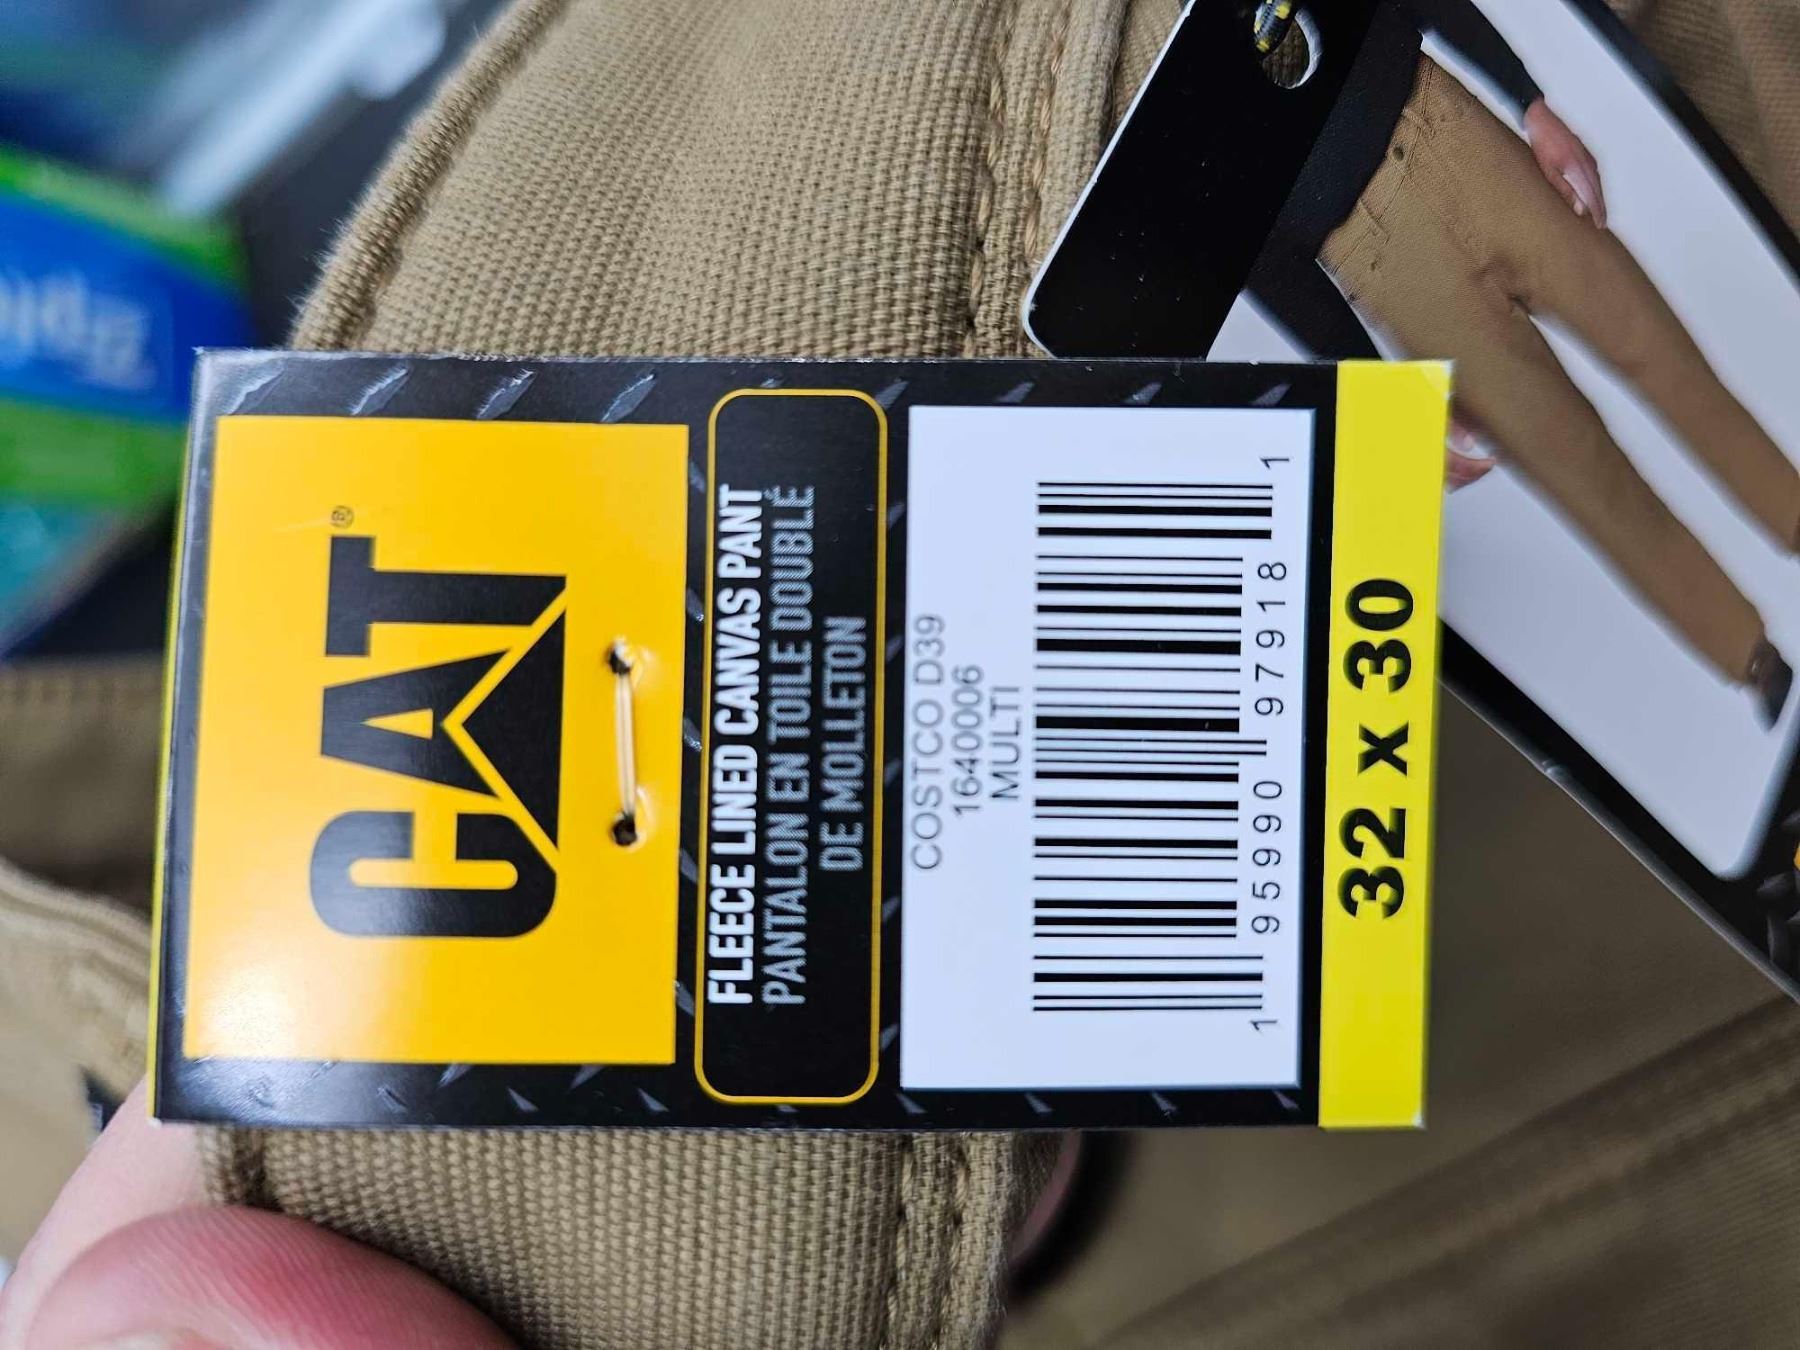 CAT®
FLEECE LINED CANVAS PANT
PANTALON EN TOILE DOUBLÉ
DE MOLLETON
COSTCO D39
1640006
MULTI
1 95990 97918 1
32 x 30